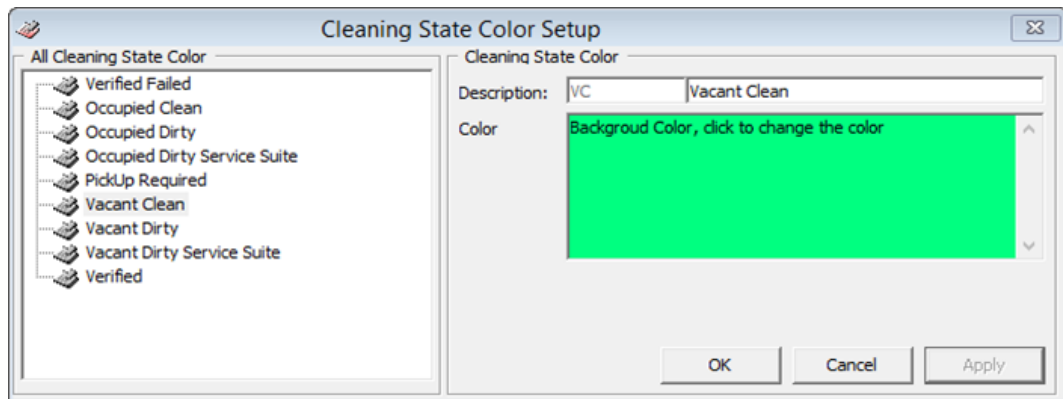 Cleaning State Color Setup
All Cleaning State Color
Verified Failed
Occupied Clean
Occupied Dirty
Occupied Dirty Service Suite
PickUp Required
Vacant Clean
Vacant Dirty
Vacant Dirty Service Suite
Verified
Cleaning State Color
Description: VC Vacant Clean
Color Backgroud Color, click to change the color
OK Cancel Apply